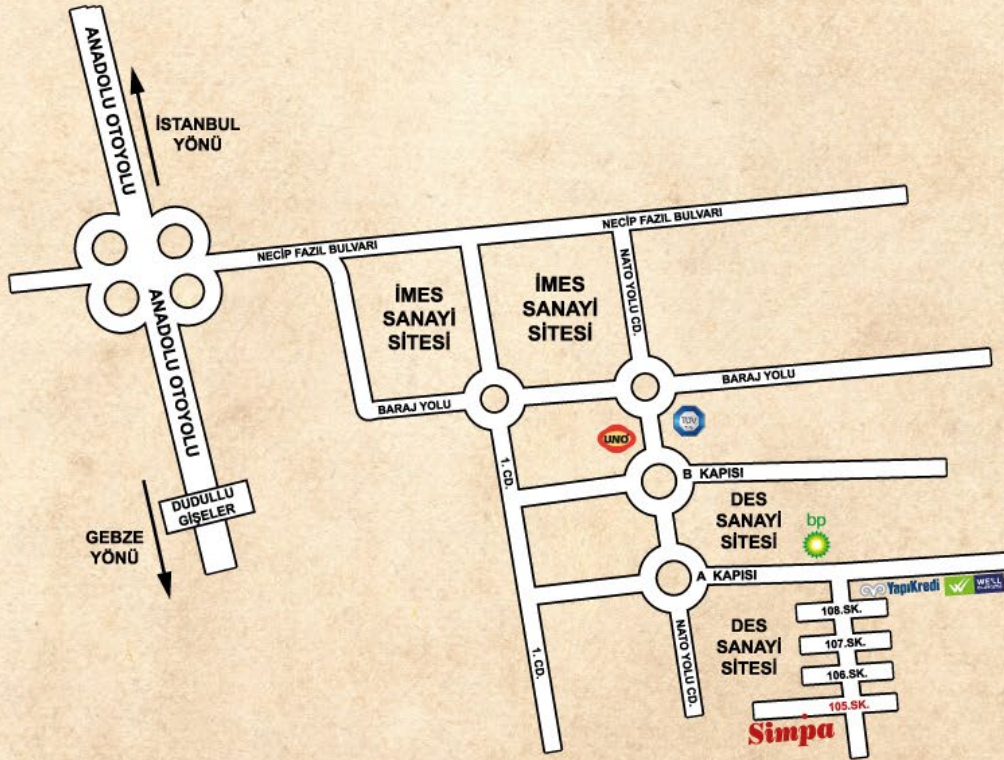 ANADOLU OTOYOLU
İSTANBUL
YÖNÜ
NECİP FAZIL BULVARI
NECİP FAZIL BULVARI
İMES
SANAYİ
SİTESİ
İMES
SANAYİ
SİTESİ
NATO YOLU CD.
ANADOLU OTOYOLU
BARAJ YOLU
BARAJ YOLU
UNO
TÜV
1. CD.
B KAPISI
DUDULLU
GİŞELER
GEBZE
YÖNÜ
DES
SANAYİ
SİTESİ
bp
A KAPISI
YapıKredi
WELL
108.SK.
DES
SANAYİ
SİTESİ
107.SK.
106.SK.
105.SK.
NATO YOLU CD.
1. CD.
Simpa